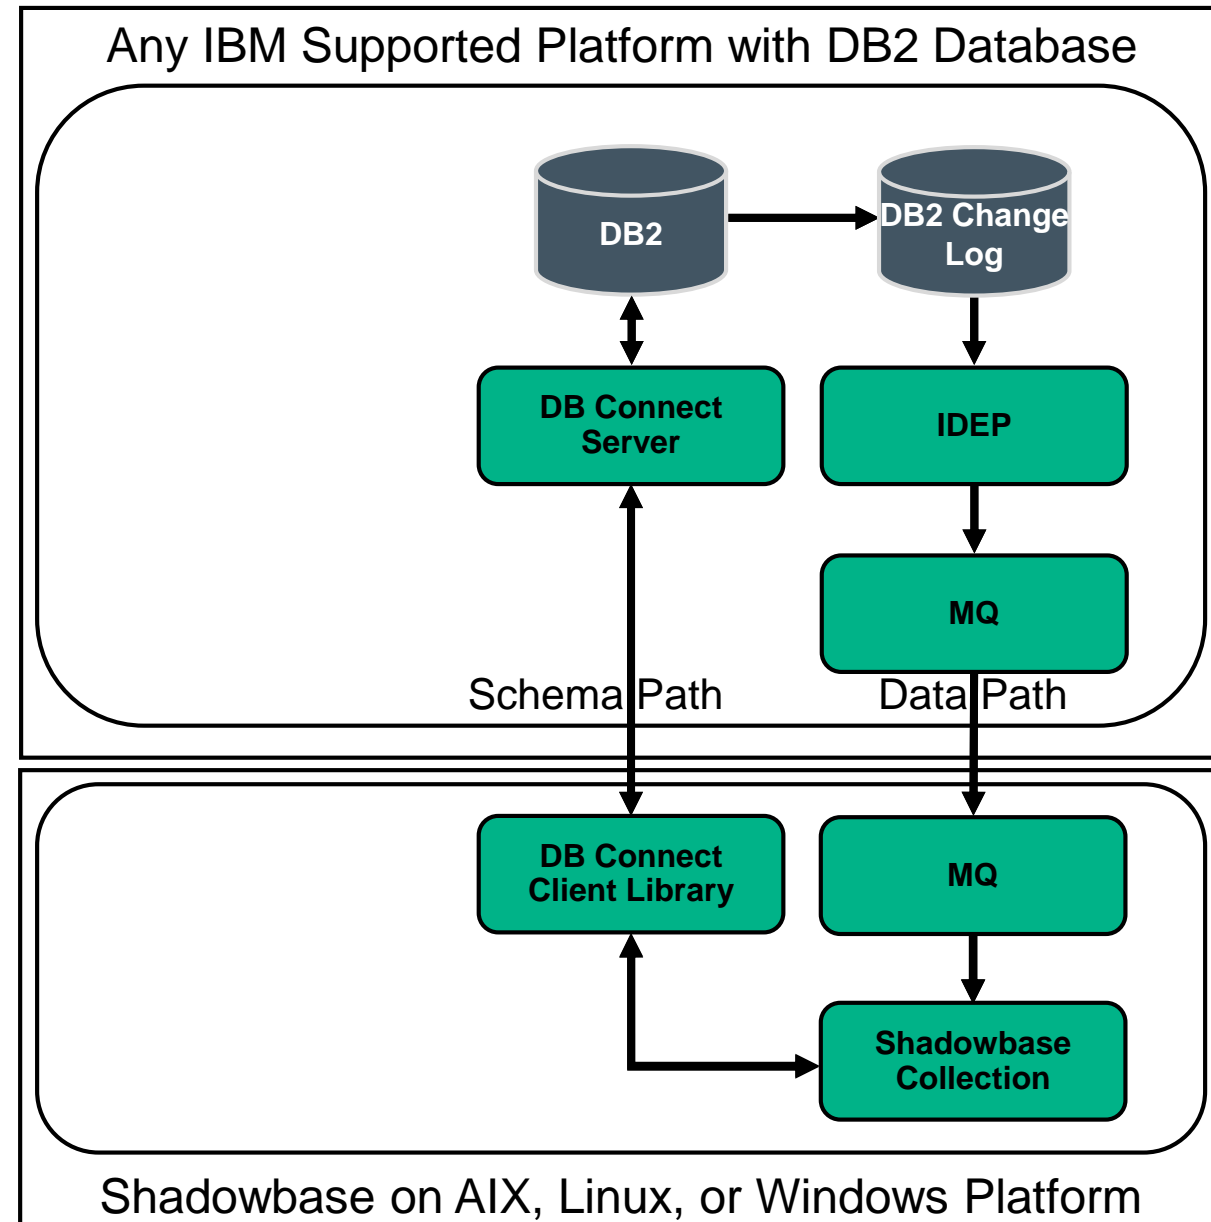 Any IBM Supported Platform with DB2 Database
DB2
DB2 Change
Log
DB Connect
Server
IDEP
MQ
Schema Path
Data Path
DB Connect
Client Library
MQ
Shadowbase
Collection
Shadowbase on AIX, Linux, or Windows Platform